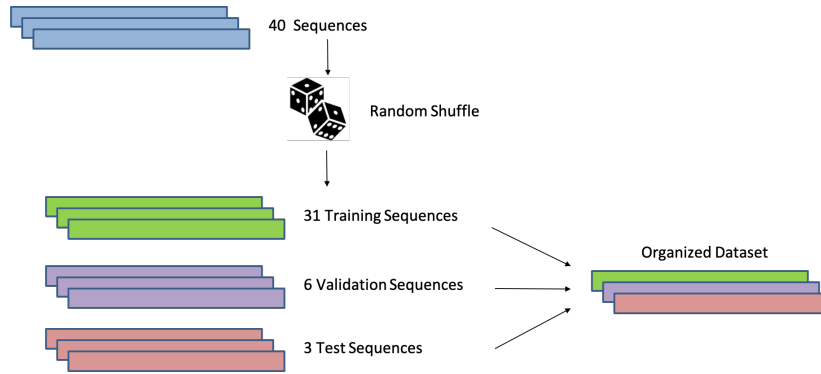 40 Sequences
Random Shuffle
31 Training Sequences
Organized Dataset
6 Validation Sequences
3 Test Sequences